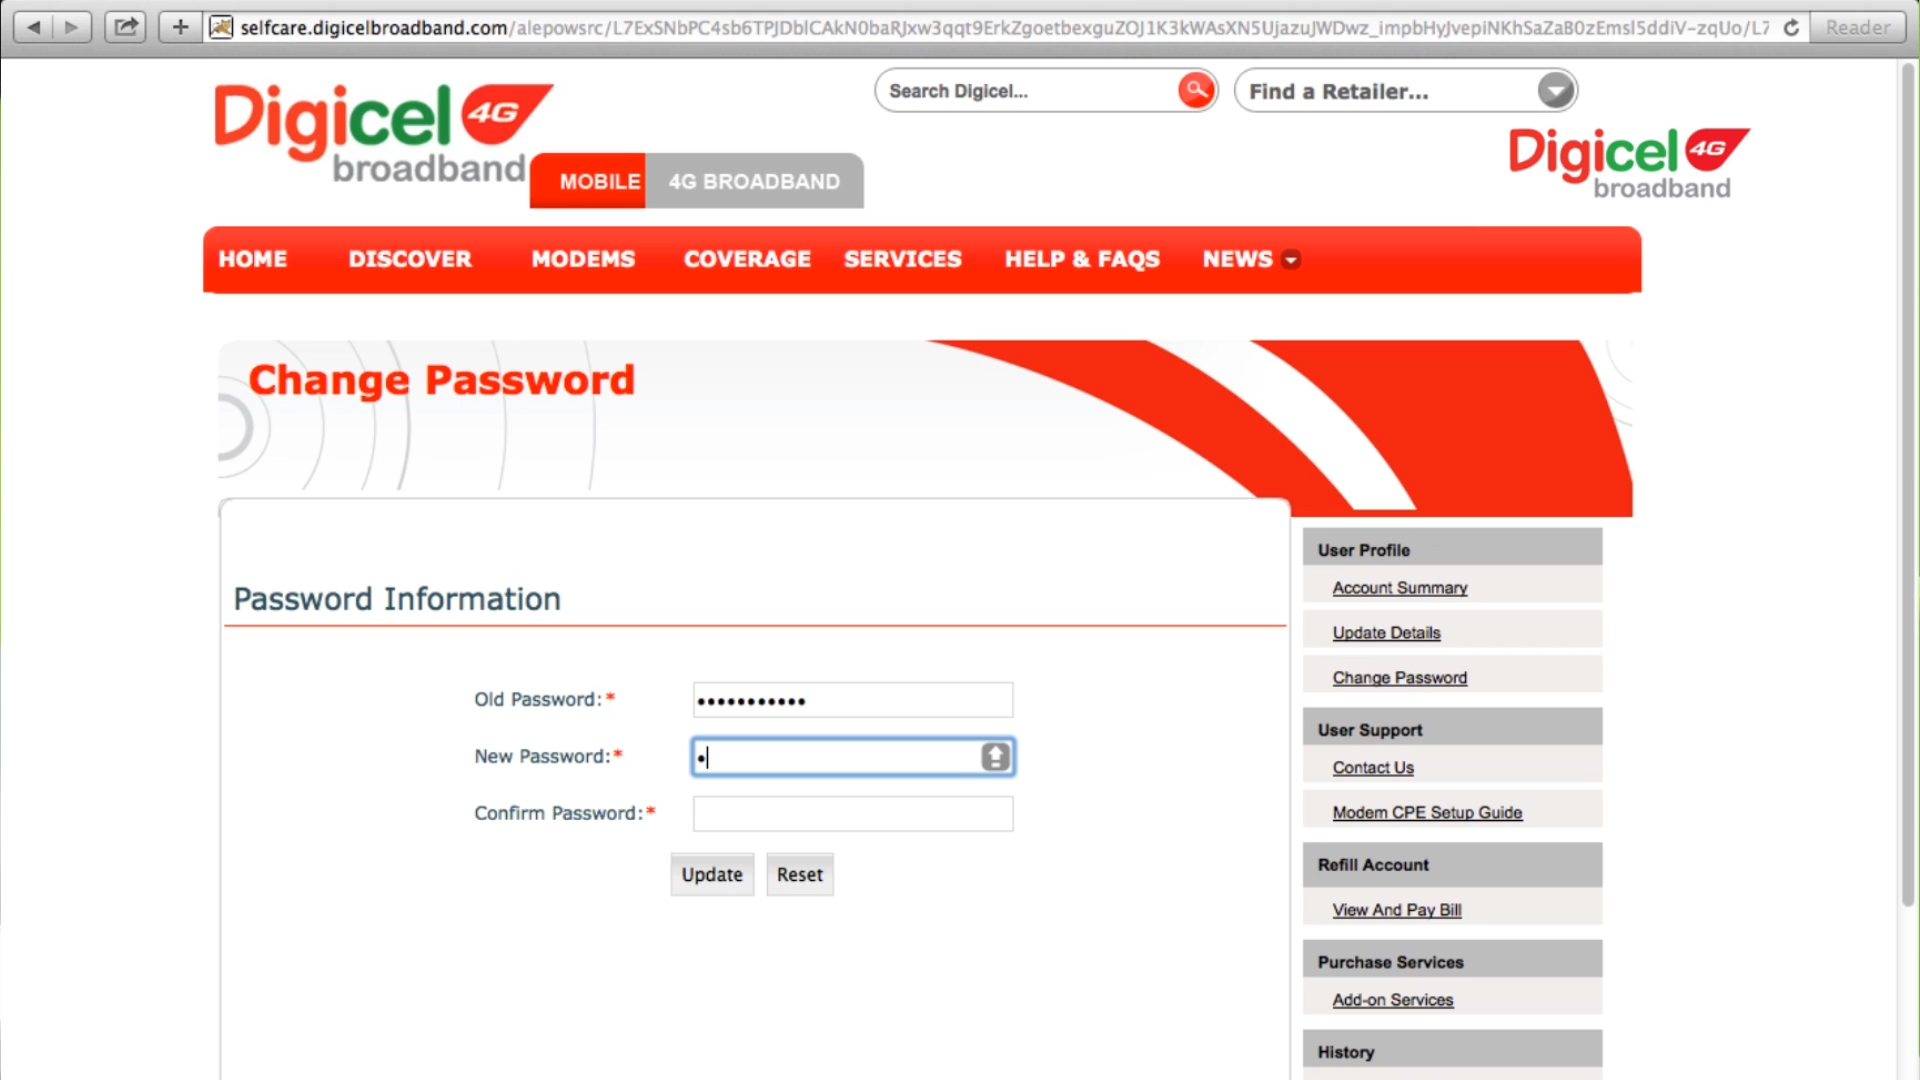 selfcare.digicelbroadband.com/alepowsrc/
Reader
Digicel 4G
broadband
Search Digicel...
Find a Retailer...
MOBILE
4G BROADBAND
Digicel 4G
broadband
HOME
DISCOVER
MODEMS
COVERAGE
SERVICES
HELP & FAQS
NEWS
Change Password
Password Information
Old Password:*
New Password:*
Confirm Password:*
Update
Reset
User Profile
Account Summary
Update Details
Change Password
User Support
Contact Us
Modem CPE Setup Guide
Refill Account
View And Pay Bill
Purchase Services
Add-on Services
History